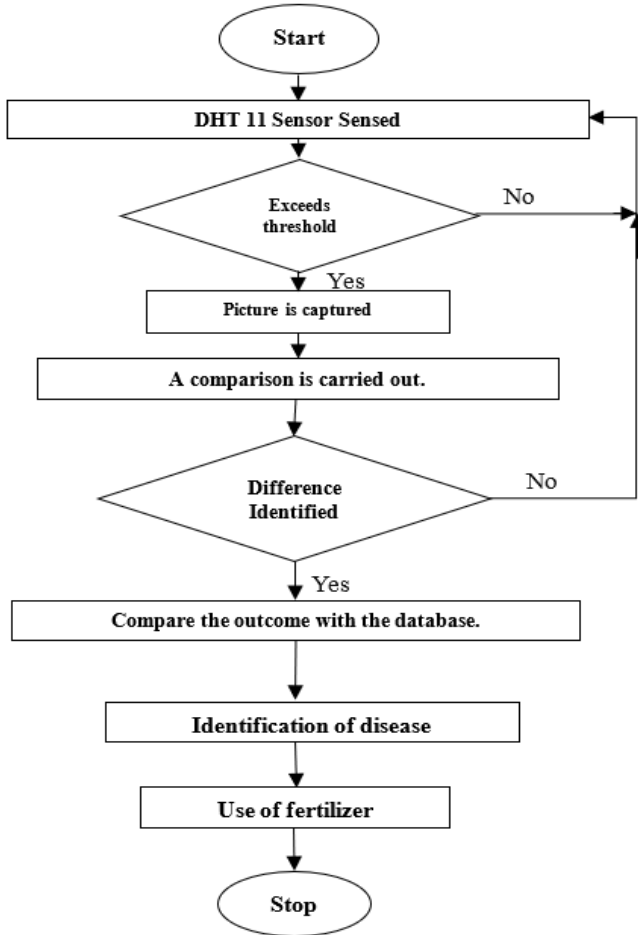 Start
DHT 11 Sensor Sensed
Exceeds
threshold
No
Yes
Picture is captured
A comparison is carried out.
Difference
Identified
No
Yes
Compare the outcome with the database.
Identification of disease
Use of fertilizer
Stop